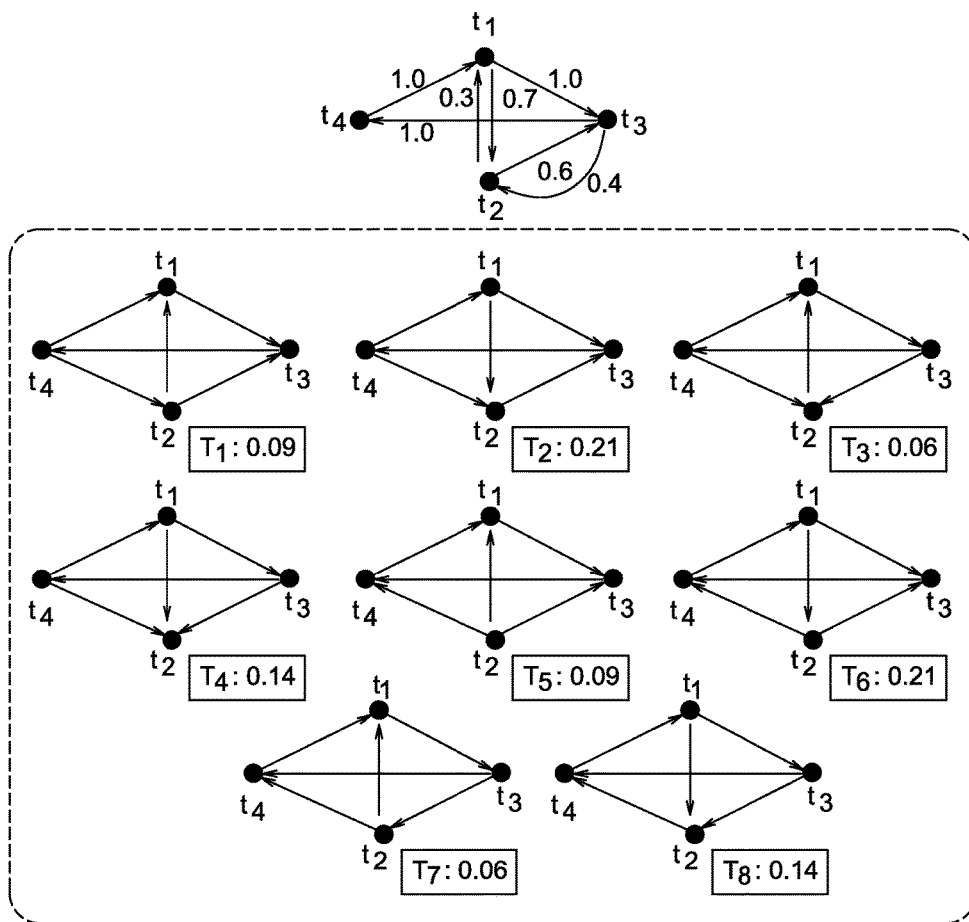 t1
1.0 1.0
0.3 0.7
t4 t3
1.0
0.6 0.4
t2
t1 t1 t1
t4 t3 t4 t3 t4 t3
t2 t2 t2
T1: 0.09 T2: 0.21 T3: 0.06
t1 t1 t1
t4 t3 t4 t3 t4 t3
t2 t2 t2
T4: 0.14 T5: 0.09 T6: 0.21
t1 t1
t4 t3 t4 t3
t2 t2
T7: 0.06 T8: 0.14